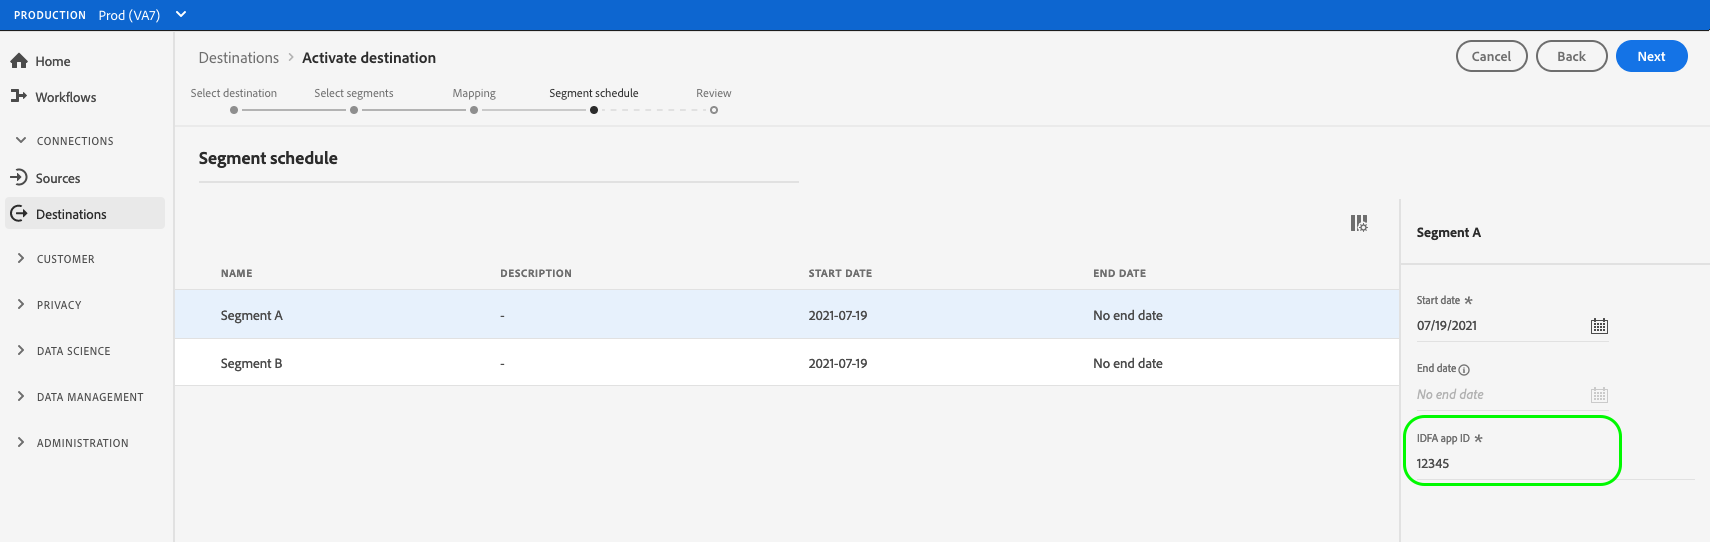 PRODUCTION Prod (VA7)
Home
Workflows
CONNECTIONS
Sources
Destinations
CUSTOMER
PRIVACY
DATA SCIENCE
DATA MANAGEMENT
ADMINISTRATION
Destinations > Activate destination
Cancel Back Next
Select destination Select segments Mapping Segment schedule Review
Segment schedule
NAME DESCRIPTION START DATE END DATE
Segment A - 2021-07-19 No end date
Segment B - 2021-07-19 No end date
Segment A
Start date *
07/19/2021
End date
No end date
IDFA app ID *
12345